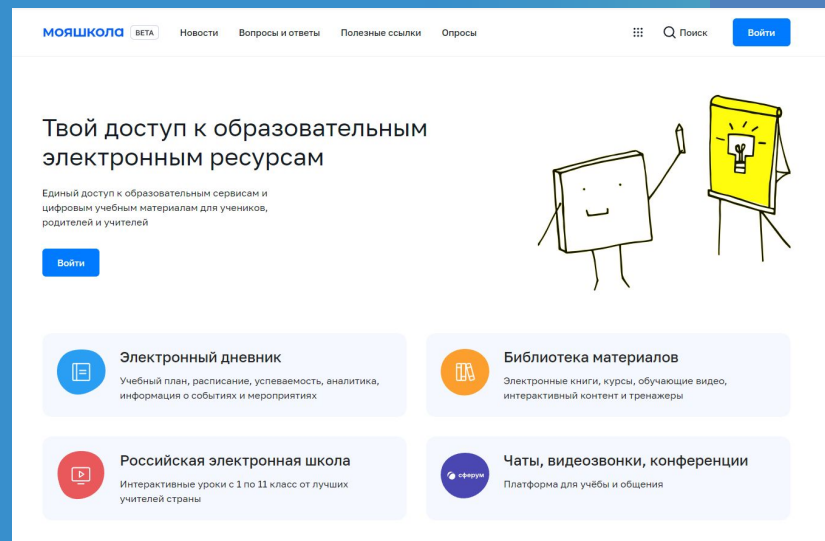 мояшкола BETA Новости Вопросы и ответы Полезные ссылки Опросы Поиск Войти
Твой доступ к образовательным
электронным ресурсам
Единый доступ к образовательным сервисам и
цифровым учебным материалам для учеников,
родителей и учителей
Войти
Электронный дневник
Учебный план, расписание, успеваемость, аналитика,
информация о событиях и мероприятиях
Библиотека материалов
Электронные книги, курсы, обучающие видео,
интерактивный контент и тренажеры
Российская электронная школа
Интерактивные уроки с 1 по 11 класс от лучших
учителей страны
сферум
Чаты, видеозвонки, конференции
Платформа для учёбы и общения